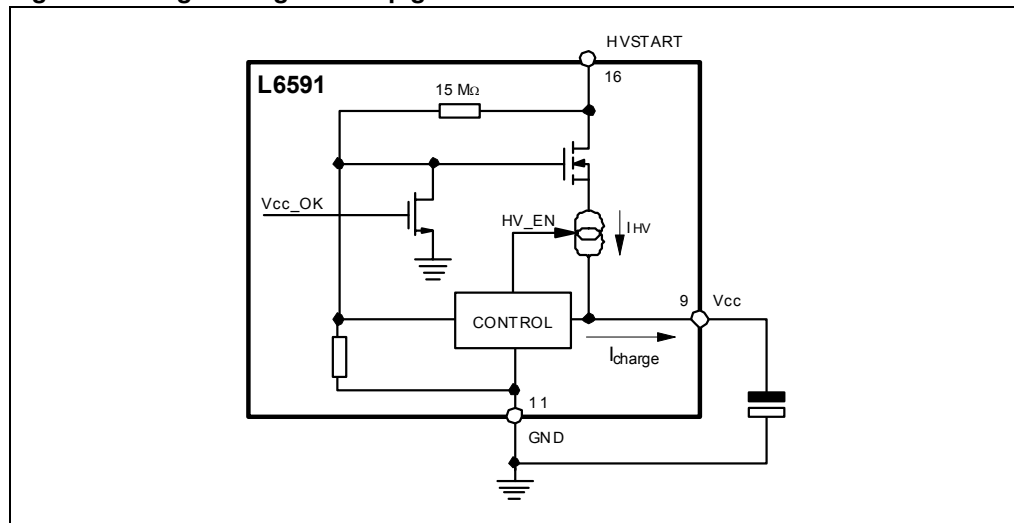 HVSTART
L6591
16
15 MΩ
Vcc_OK
HV_EN
IHV
9
Vcc
CONTROL
Icharge
11
GND